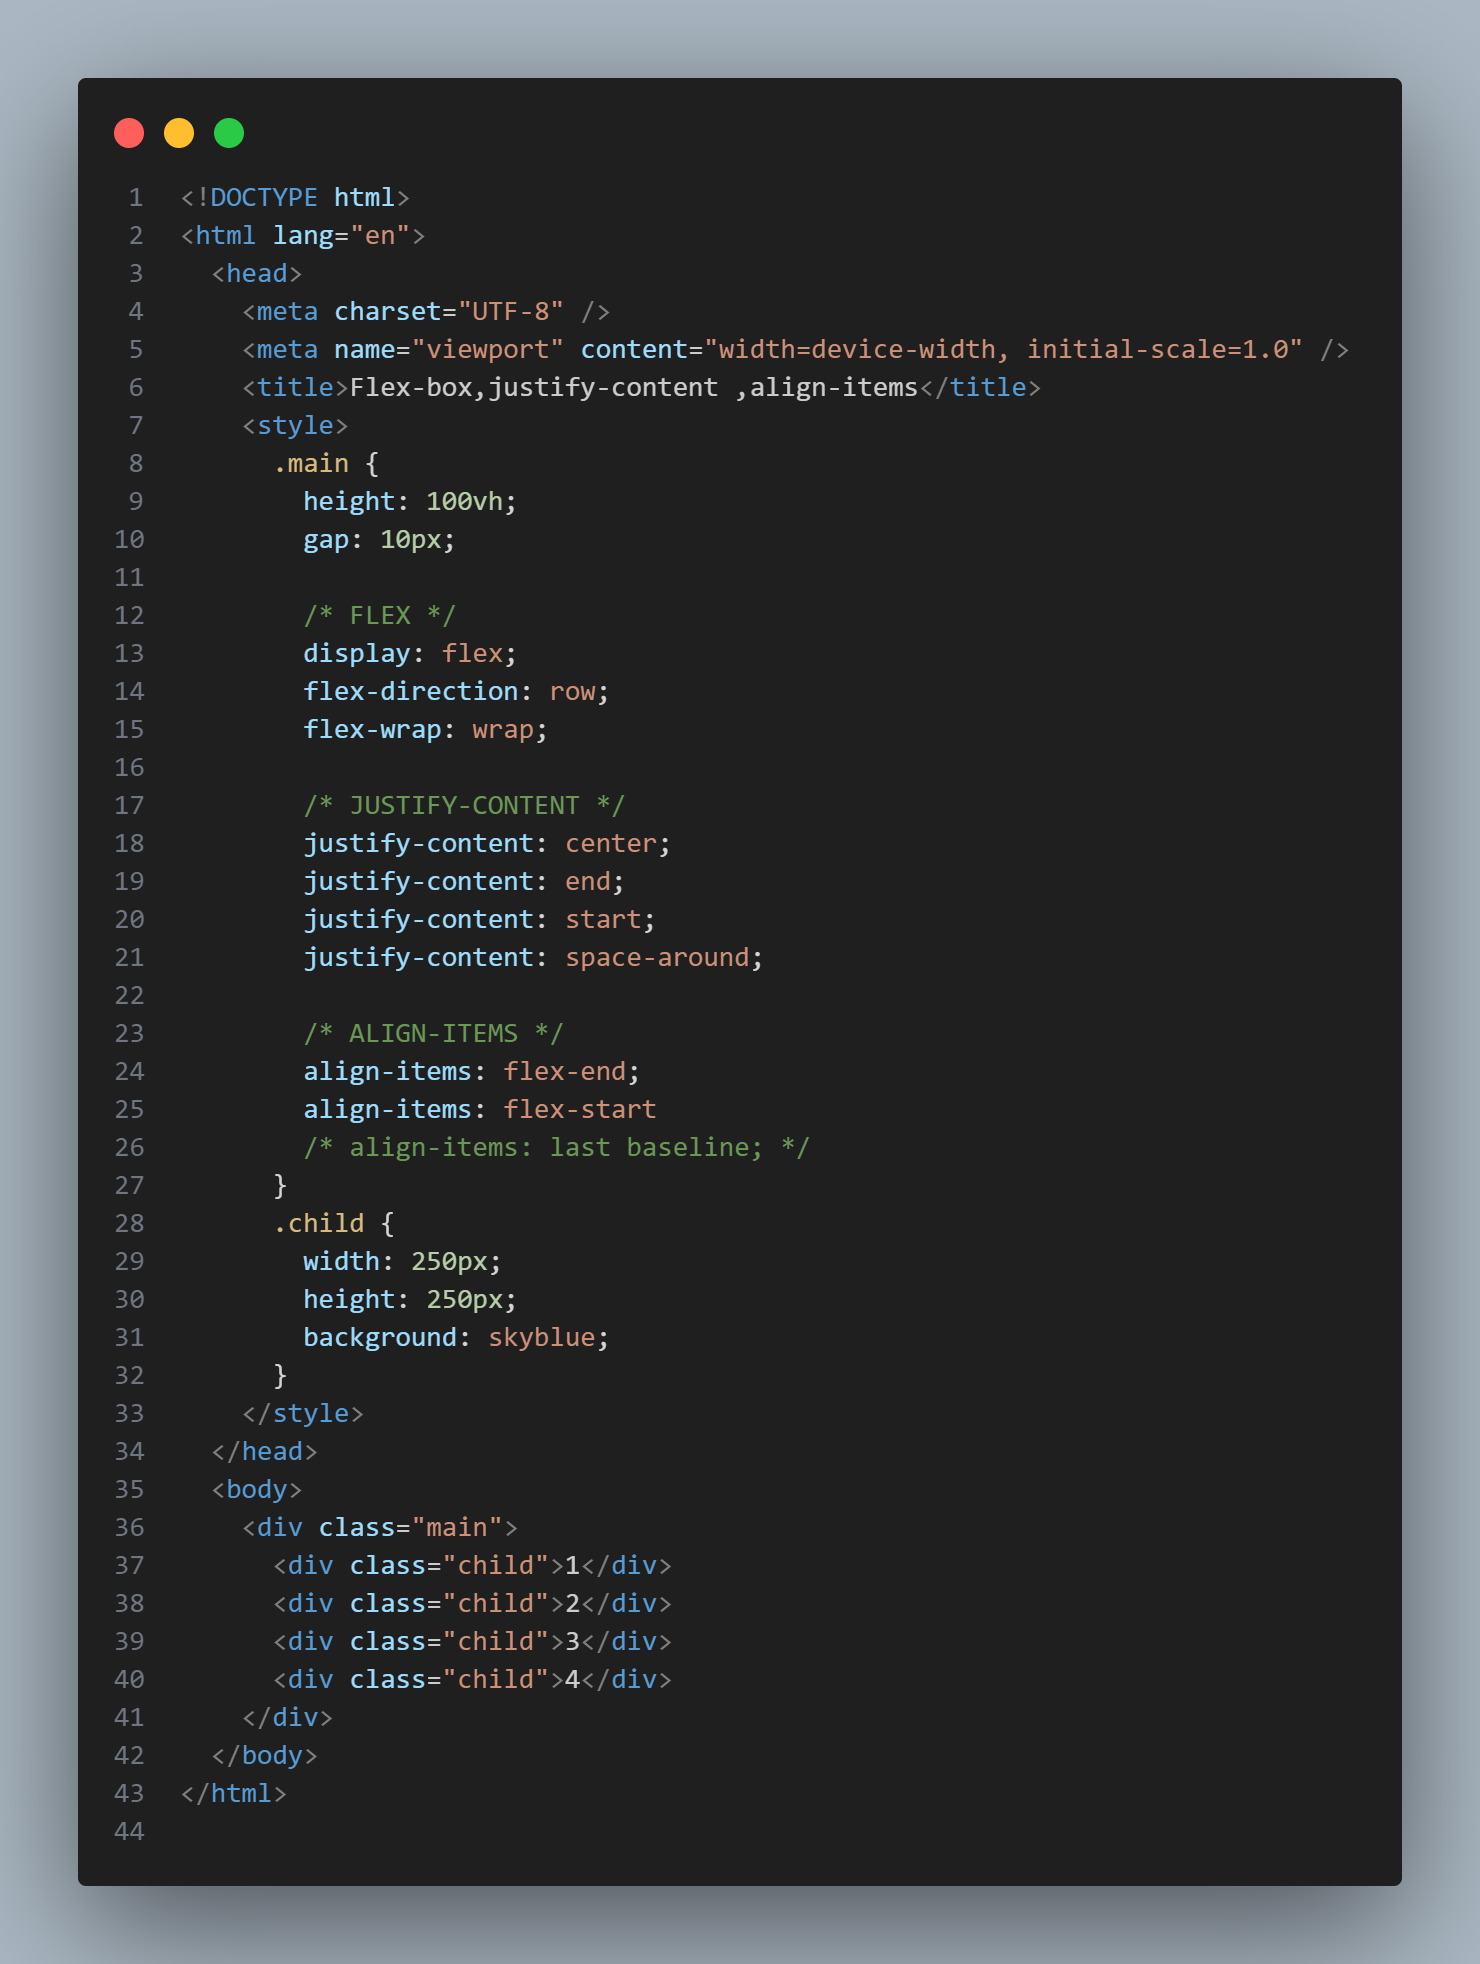 1 <!DOCTYPE html>
2 <html lang="en">
3   <head>
4     <meta charset="UTF-8" />
5     <meta name="viewport" content="width=device-width, initial-scale=1.0" />
6     <title>Flex-box,justify-content ,align-items</title>
7     <style>
8       .main {
9         height: 100vh;
10         gap: 10px;
11
12         /* FLEX */
13         display: flex;
14         flex-direction: row;
15         flex-wrap: wrap;
16
17         /* JUSTIFY-CONTENT */
18         justify-content: center;
19         justify-content: end;
20         justify-content: start;
21         justify-content: space-around;
22
23         /* ALIGN-ITEMS */
24         align-items: flex-end;
25         align-items: flex-start
26         /* align-items: last baseline; */
27       }
28       .child {
29         width: 250px;
30         height: 250px;
31         background: skyblue;
32       }
33     </style>
34   </head>
35   <body>
36     <div class="main">
37       <div class="child">1</div>
38       <div class="child">2</div>
39       <div class="child">3</div>
40       <div class="child">4</div>
41     </div>
42   </body>
43 </html>
44